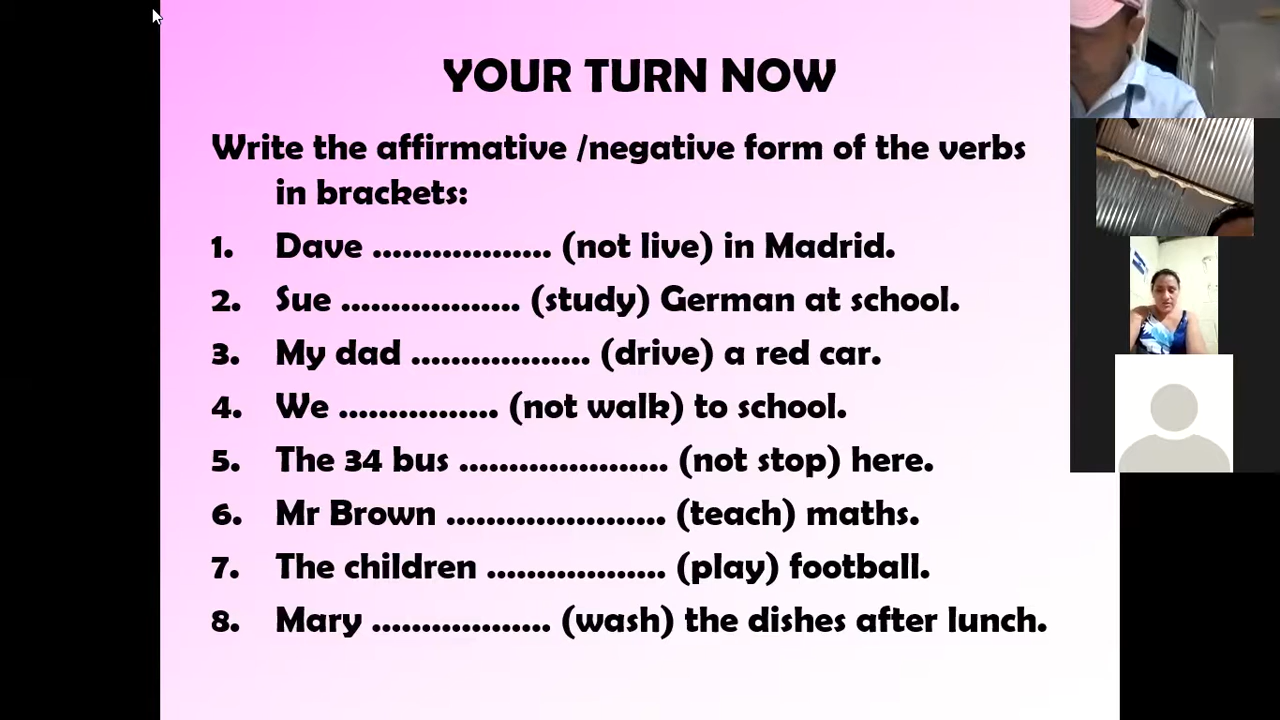 YOUR TURN NOW
Write the affirmative /negative form of the verbs
in brackets:
1. Dave .................. (not live) in Madrid.
2. Sue .................. (study) German at school.
3. My dad .................. (drive) a red car.
4. We ................ (not walk) to school.
5. The 34 bus ..................... (not stop) here.
6. Mr Brown ...................... (teach) maths.
7. The children .................. (play) football.
8. Mary .................. (wash) the dishes after lunch.